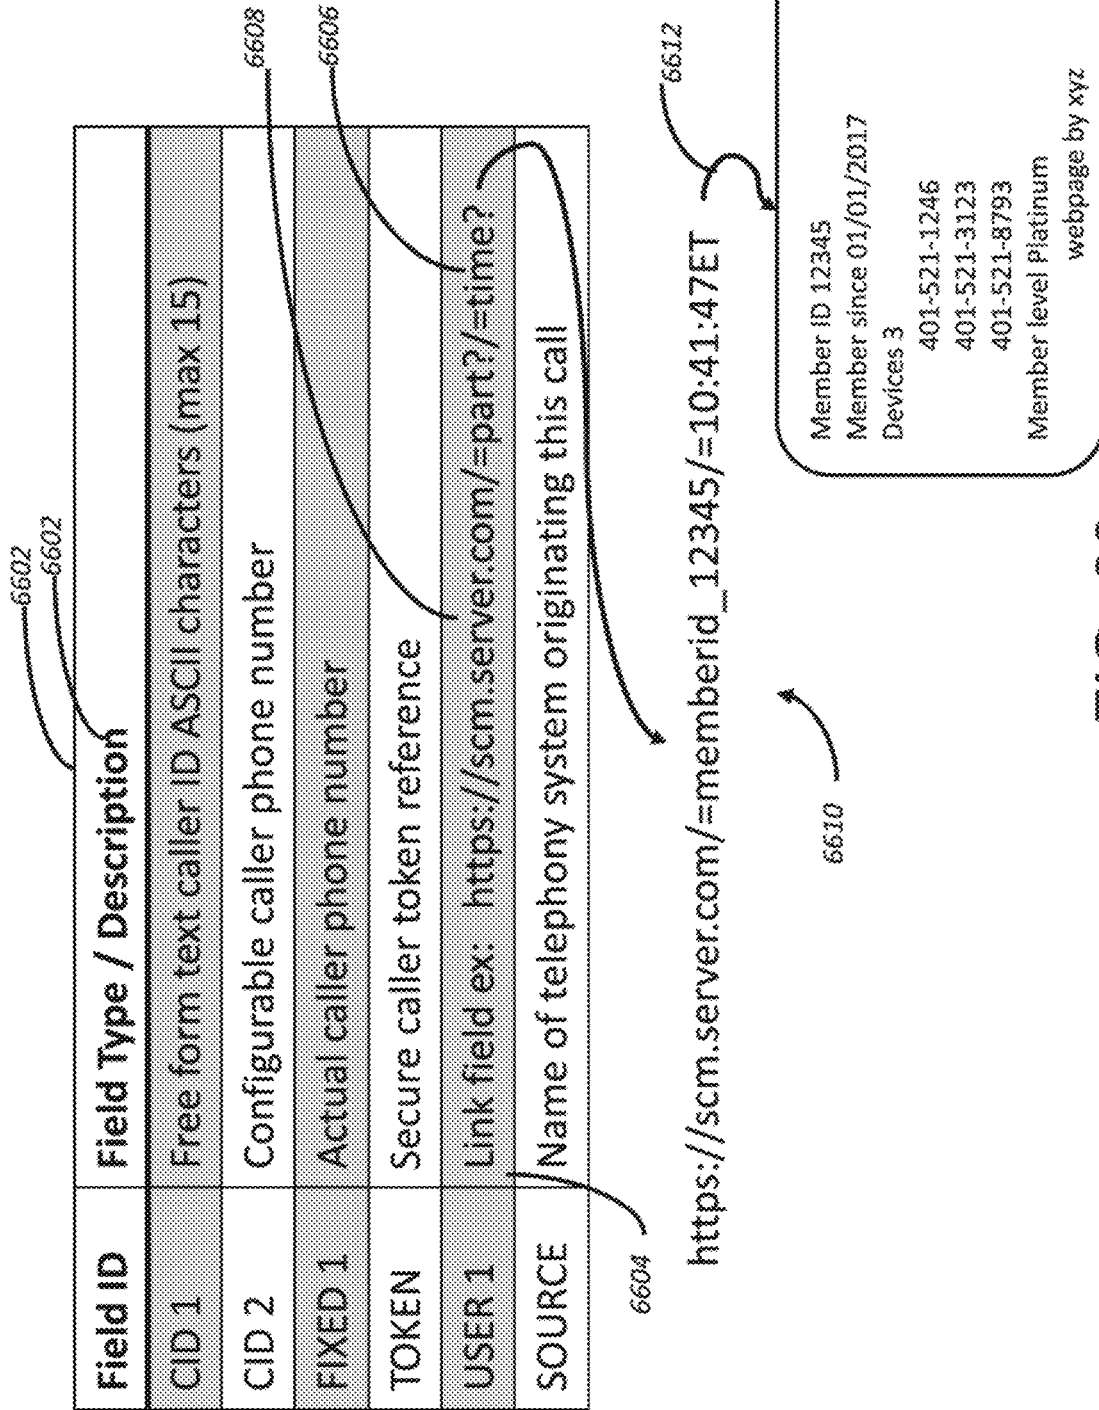 6602
6602
6608
6606
Field ID Field Type / Description
CID 1 Free form text caller ID ASCII characters (max 15)
CID 2 Configurable caller phone number
FIXED 1 Actual caller phone number
TOKEN Secure caller token reference
USER 1 Link field ex: https://scm.server.com/=part?/=time?
SOURCE Name of telephony system originating this call
6604
6612
https://scm.server.com/=memberid_12345/=10:41:47ET
6610
Member ID 12345
Member since 01/01/2017
Devices 3
401-521-1246
401-521-3123
401-521-8793
Member level Platinum
webpage by xyz